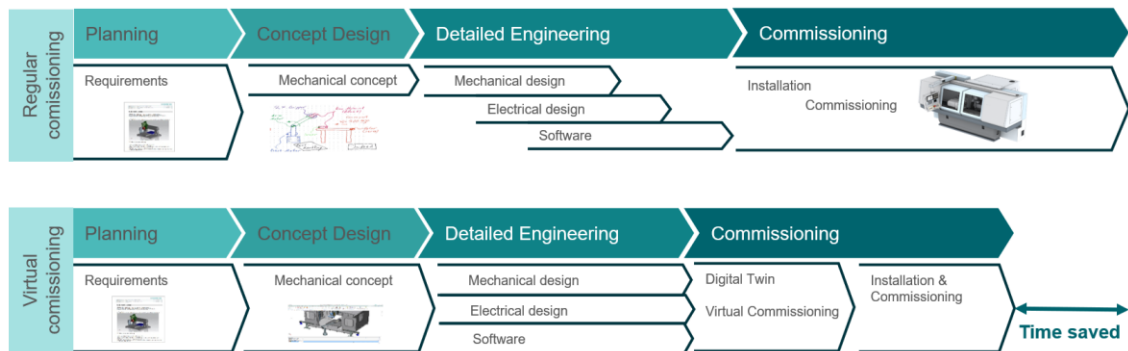 Regular
comissioning
Planning
Concept Design
Detailed Engineering
Commissioning
Requirements
Mechanical concept
Mechanical design
Electrical design
Software
Installation
Commissioning
Virtual
comissioning
Planning
Concept Design
Detailed Engineering
Commissioning
Requirements
Mechanical concept
Mechanical design
Electrical design
Software
Digital Twin
Virtual Commissioning
Installation &
Commissioning
Time saved